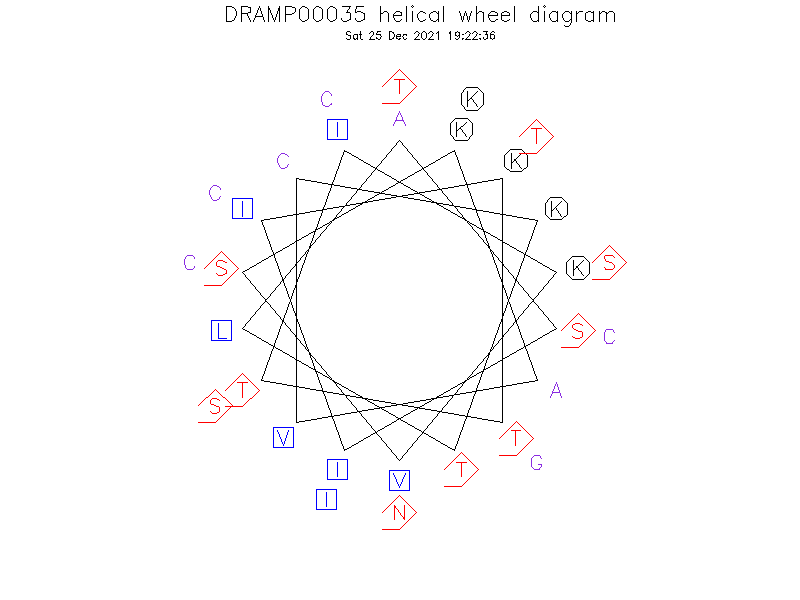 DRAMP00035 helical wheel diagram
Sat 25 Dec 2021 19:22:36
T
C K
A
I K
T
C K
C
I K
C S K S
L S C
T A
S
V T
G
I T
V
I
N